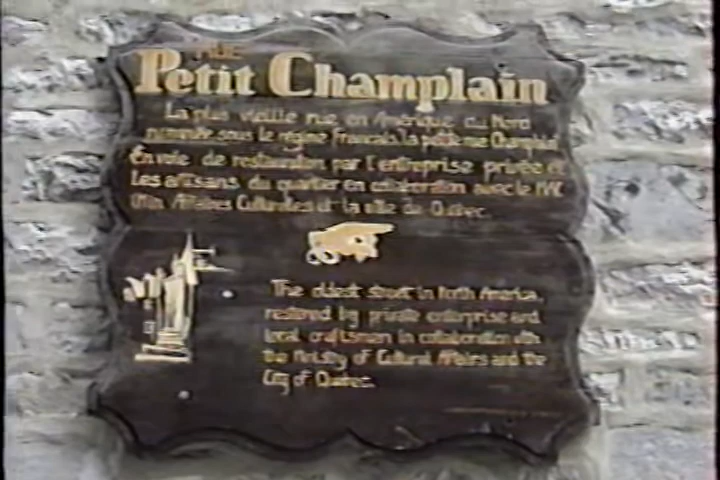 RUE
Petit Champlain
La plus vieille rue en Amérique du Nord
nommée sous le régime Francais la petite rue Champlain
En voie de restauration par l'entreprise privée et
Les artisans du quartier en collaboration avec le
Affaires Culturelles et la ville de Québec.
The oldest street in North America,
restored by private enterprise and
local craftsmen in collaboration with
the Ministry of Cultural Affairs and the
City of Quebec.